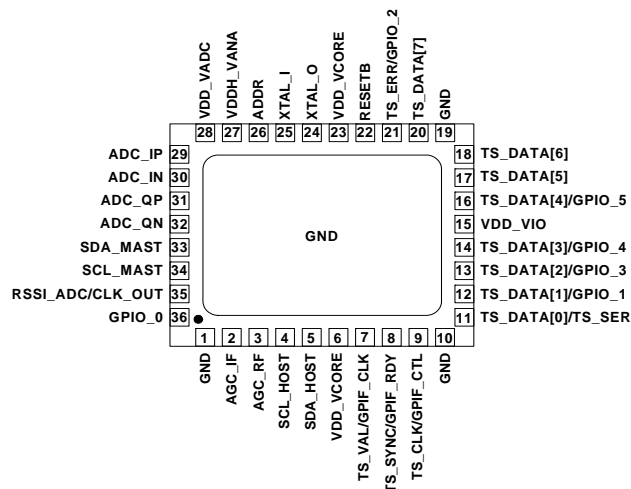 VDD_VADC
VDDH_VANA
ADDR
XTAL_I
XTAL_O
VDD_VCORE
RESETB
TS_ERR/GPIO_2
TS_DATA[7]
GND
28 27 26 25 24 23 22 21 20 19
ADC_IP 29
ADC_IN 30
ADC_QP 31
ADC_QN 32
SDA_MAST 33
SCL_MAST 34
RSSI_ADC/CLK_OUT 35
GPIO_0 36
GND
18 TS_DATA[6]
17 TS_DATA[5]
16 TS_DATA[4]/GPIO_5
15 VDD_VIO
14 TS_DATA[3]/GPIO_4
13 TS_DATA[2]/GPIO_3
12 TS_DATA[1]/GPIO_1
11 TS_DATA[0]/TS_SER
1 2 3 4 5 6 7 8 9 10
GND
AGC_IF
AGC_RF
SCL_HOST
SDA_HOST
VDD_VCORE
TS_VAL/GPIF_CLK
TS_SYNC/GPIF_RDY
TS_CLK/GPIF_CTL
GND